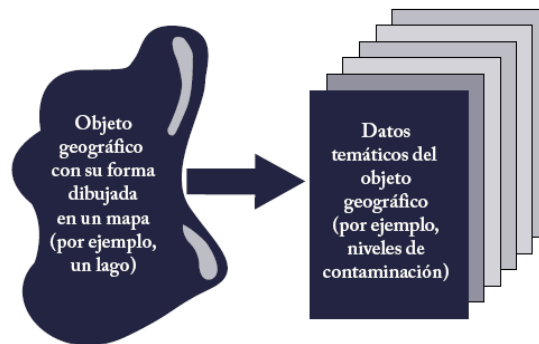 Objeto
geográfico
con su forma
dibujada
en un mapa
(por ejemplo,
un lago)
Datos
temáticos del
objeto
geográfico
(por ejemplo,
niveles de
contaminación)